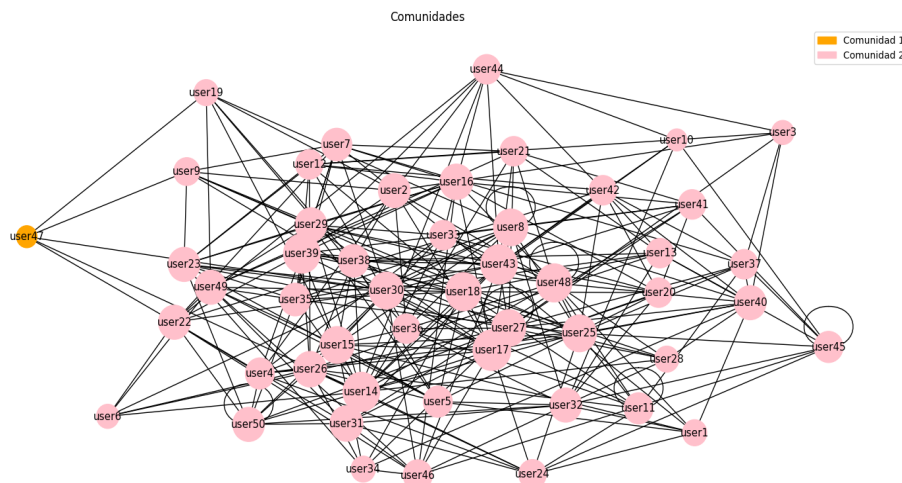 Comunidades
Comunidad 1
Comunidad 2
user44
user19
user3
user10
user7
user21
user12
user9
user2
user16
user42
user41
user29
user8
user33
user47
user39
user13
user38
user43
user23
user37
user48
user49
user30
user18
user20
user35
user40
user22
user36
user27
user25
user15
user17
user45
user28
user26
user4
user14
user5
user32
user11
user6
user31
user50
user1
user34
user46
user24